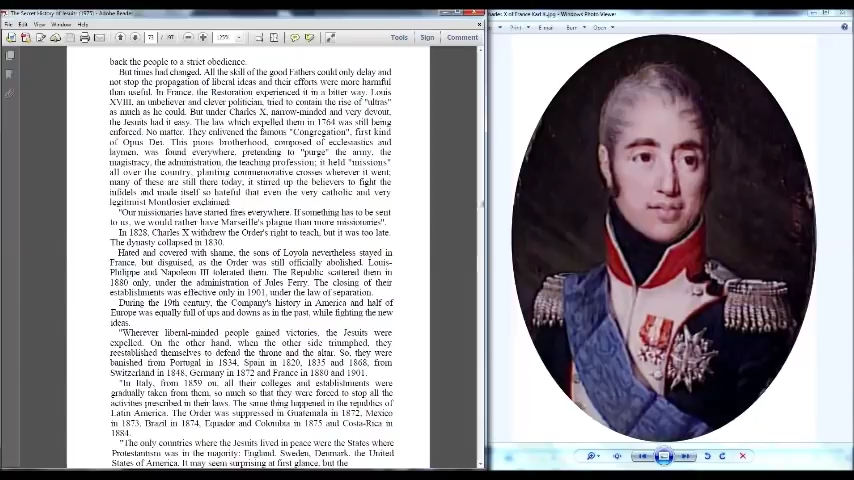 The Secret History of Jesuits (1975) - Adobe Reader
File Edit View Window Help
73 / 97 125%
Tools Sign Comment
back the people to a strict obedience.
But times had changed. All the skill of the good Fathers could only delay and
not stop the propagation of liberal ideas and their efforts were more harmful
than useful. In France, the Restoration experienced it in a bitter way. Louis
XVIII, an unbeliever and clever politician, tried to contain the rise of "ultras"
as much as he could. But under Charles X, narrow-minded and very devout,
the Jesuits had it easy. The law which expelled them in 1764 was still being
enforced. No matter. They enlivened the famous "Congregation", first kind
of Opus Dei. This pious brotherhood, composed of ecclesiastics and
laymen, was found everywhere, pretending to "purge" the army, the
magistracy, the administration, the teaching profession; it held "missions"
all over the country, planting commemorative crosses wherever it went;
many of these are still there today; it stirred up the believers to fight the
infidels and made itself so hateful that even the very catholic and very
legitimist Montlosier exclaimed:
"Our missionaries have started fires everywhere. If something has to be sent
to us, we would rather have Marseille's plague than more missionaries".
In 1828, Charles X withdrew the Order's right to teach, but it was too late.
The dynasty collapsed in 1830.
Hated and covered with shame, the sons of Loyola nevertheless stayed in
France, but disguised, as the Order was still officially abolished. Louis-
Philippe and Napoleon III tolerated them. The Republic scattered them in
1880 only, under the administration of Jules Ferry. The closing of their
establishments was effective only in 1901, under the law of separation.
During the 19th century, the Company's history in America and half of
Europe was equally full of ups and downs as in the past, while fighting the new
ideas.
"Wherever liberal-minded people gained victories, the Jesuits were
expelled. On the other hand, when the other side triumphed, they
reestablished themselves to defend the throne and the altar. So, they were
banished from Portugal in 1834, Spain in 1820, 1835 and 1868, from
Switzerland in 1848, Germany in 1872 and France in 1880 and 1901.
"In Italy, from 1859 on, all their colleges and establishments were
gradually taken from them, so much so that they were forced to stop all the
activities prescribed in their laws. The same thing happened in the republics of
Latin America. The Order was suppressed in Guatemala in 1872, Mexico
in 1873, Brazil in 1874, Equador and Colombia in 1875 and Costa-Rica in
1884.
"The only countries where the Jesuits lived in peace were the States where
Protestantism was in the majority: England, Sweden, Denmark, the United
States of America. It may seem surprising at first glance, but the
X of France Karl X.jpg - Windows Photo Viewer
Print E-mail Burn Open